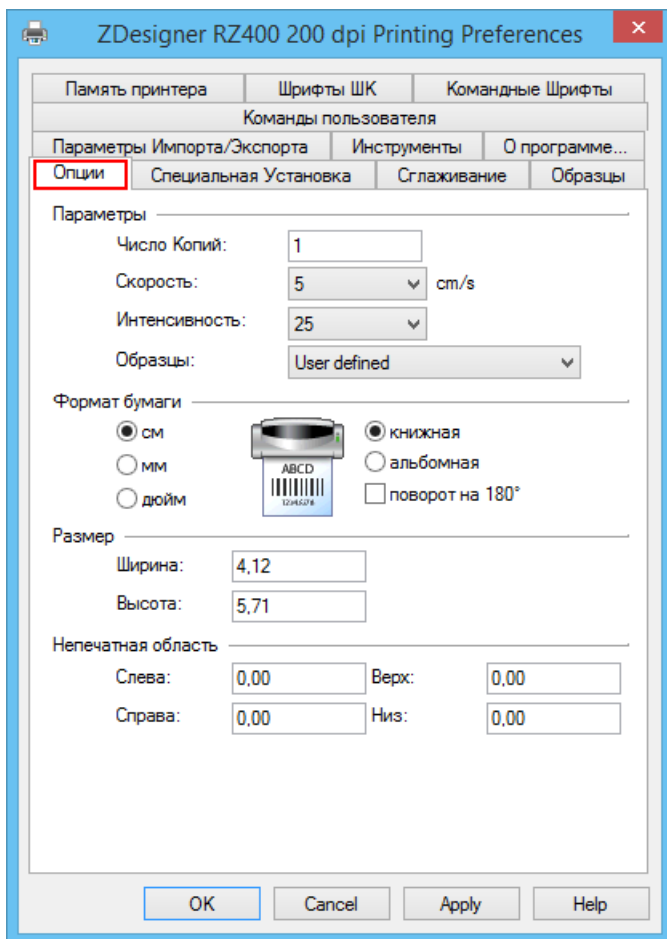 ZDesigner RZ400 200 dpi Printing Preferences
Память принтера Шрифты ШК Командные Шрифты
Команды пользователя
Параметры Импорта/Экспорта Инструменты О программе...
Опции Специальная Установка Сглаживание Образцы
Параметры
Число Копий: 1
Скорость: 5 cm/s
Интенсивность: 25
Образцы: User defined
Формат бумаги
см
мм
дюйм
ABCD
12345678
книжная
альбомная
поворот на 180°
Размер
Ширина: 4,12
Высота: 5,71
Непечатная область
Слева: 0,00 Верх: 0,00
Справа: 0,00 Низ: 0,00
OK Cancel Apply Help